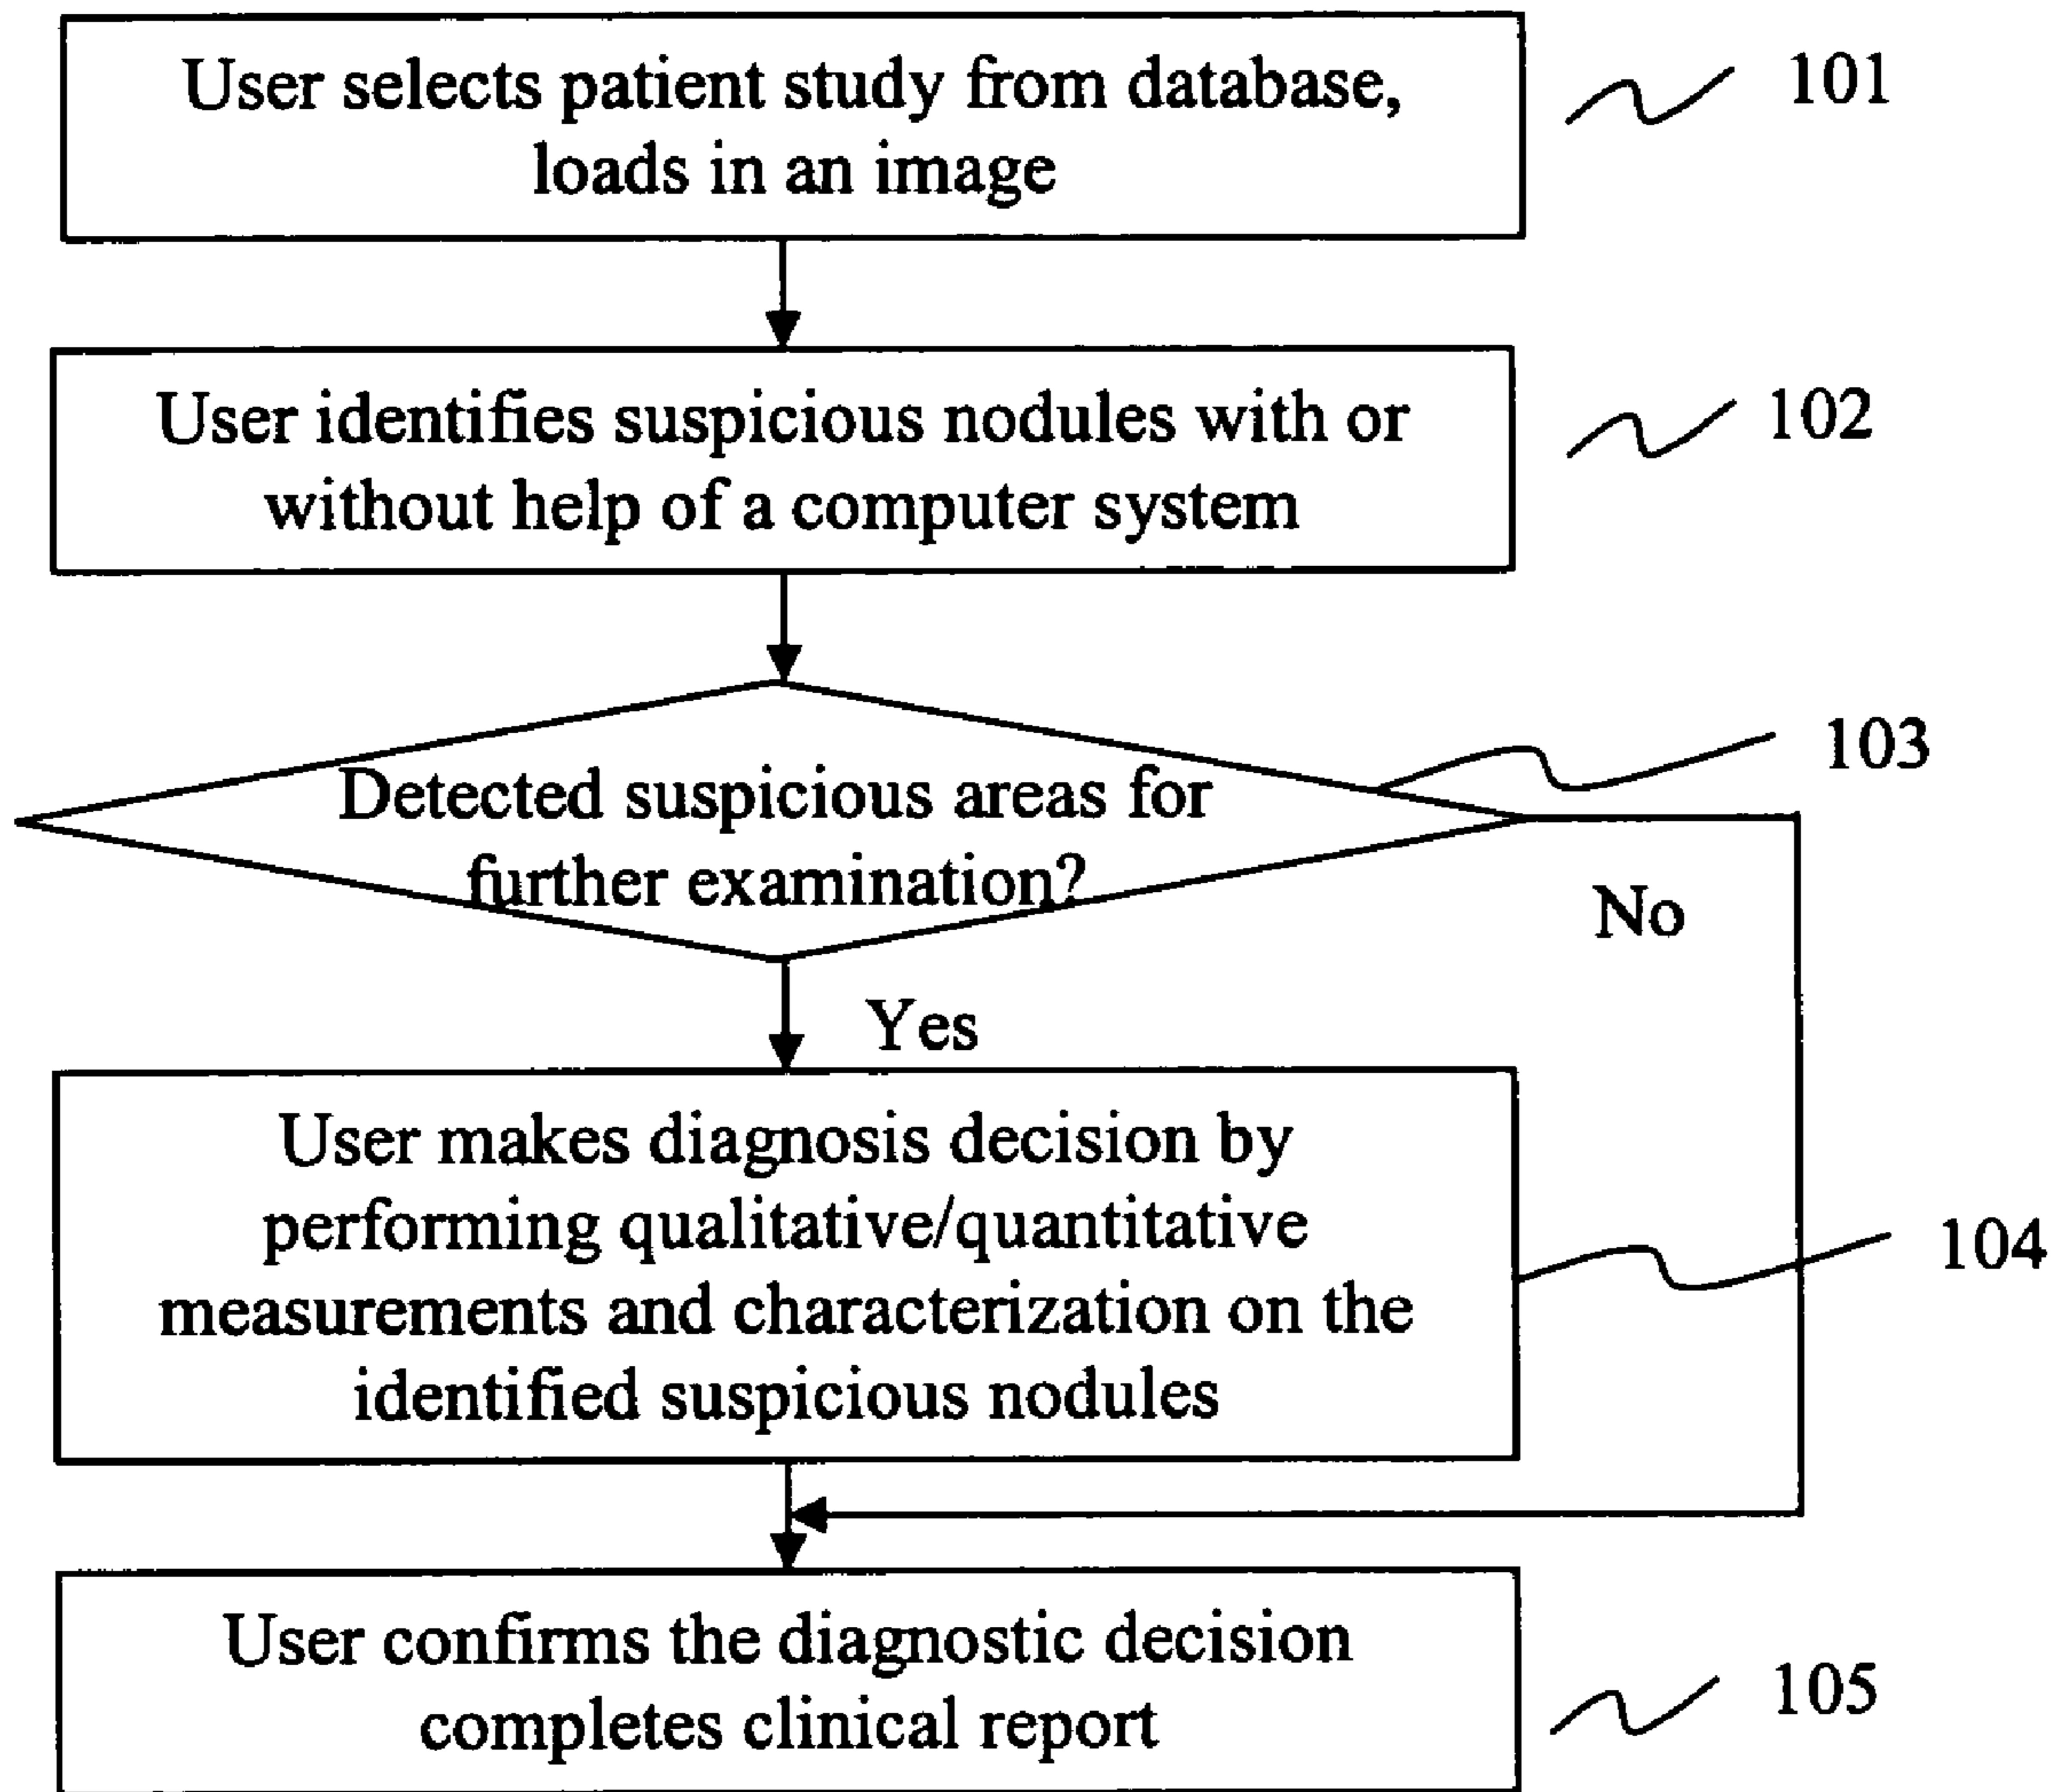 User selects patient study from database,
loads in an image
101
User identifies suspicious nodules with or
without help of a computer system
102
Detected suspicious areas for
further examination?
103
No
Yes
User makes diagnosis decision by
performing qualitative/quantitative
measurements and characterization on the
identified suspicious nodules
104
User confirms the diagnostic decision
completes clinical report
105